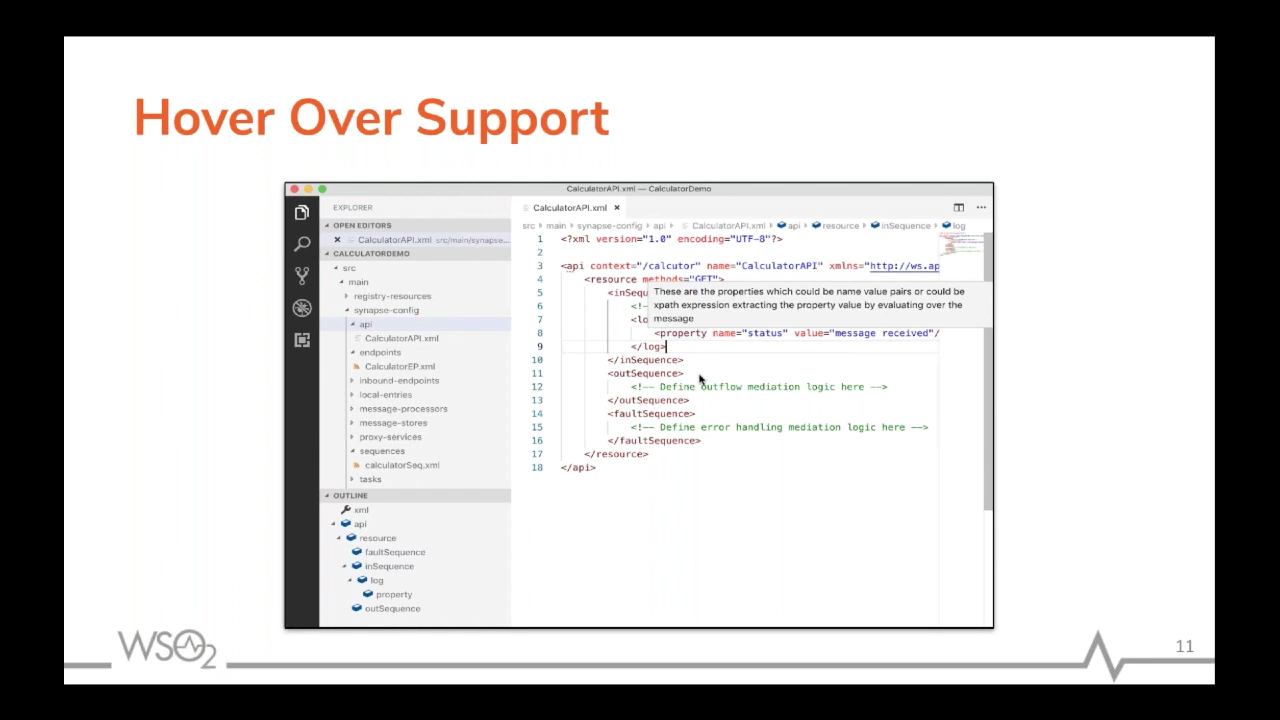 Hover Over Support
CalculatorAPI.xml — CalculatorDemo
EXPLORER
OPEN EDITORS
CalculatorAPI.xml src/main/synapse...
CALCULATORDEMO
src
main
registry-resources
synapse-config
api
CalculatorAPI.xml
endpoints
CalculatorEP.xml
inbound-endpoints
local-entries
message-processors
message-stores
proxy-services
sequences
calculatorSeq.xml
tasks
OUTLINE
xml
api
resource
faultSequence
inSequence
log
property
outSequence
CalculatorAPI.xml
src main synapse-config api CalculatorAPI.xml api resource inSequence log
1 <?xml version="1.0" encoding="UTF-8"?>
2
3 <api context="/calcutor" name="CalculatorAPI" xmlns="http://ws.ap
4 <resource methods="GET">
5 <inSequ
6 <!-
7 <lo
These are the properties which could be name value pairs or could be
xpath expression extracting the property value by evaluating over the
message
8 <property name="status" value="message received"/
9 </log>
10 </inSequence>
11 <outSequence>
12 <!-- Define outflow mediation logic here -->
13 </outSequence>
14 <faultSequence>
15 <!-- Define error handling mediation logic here -->
16 </faultSequence>
17 </resource>
18 </api>
WSO2
11